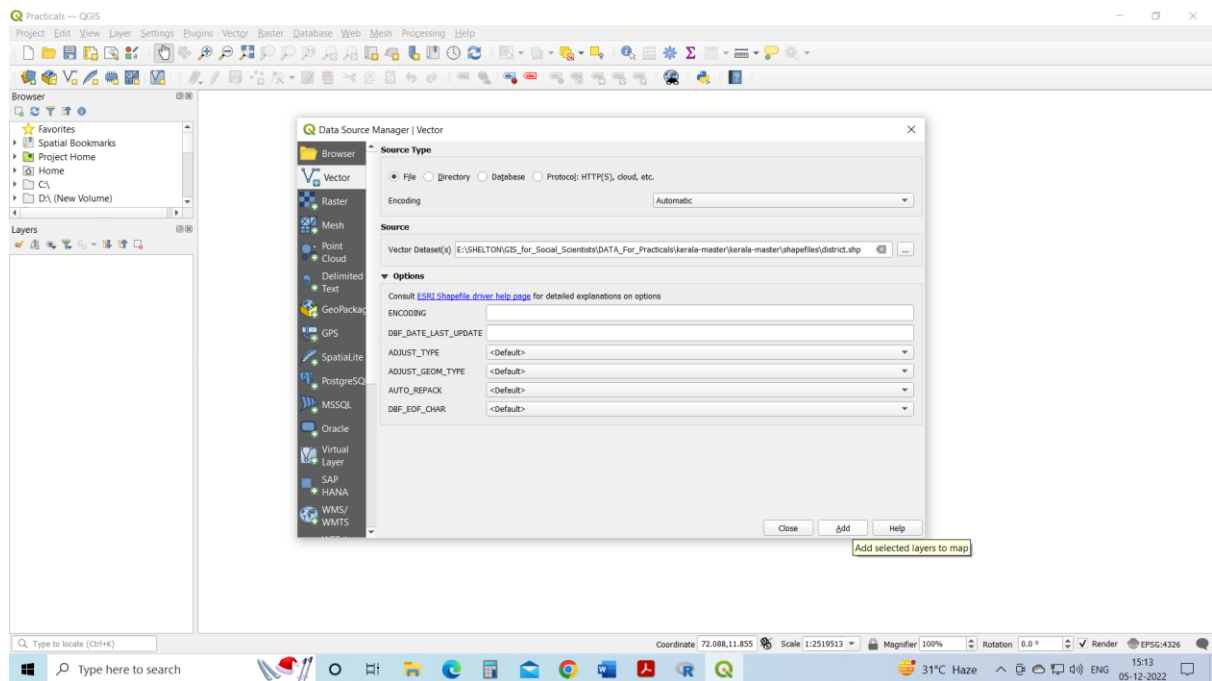 Practicals — QGIS
Project Edit View Layer Settings Plugins Vector Raster Database Web Mesh Processing Help
Browser
Favorites
Spatial Bookmarks
Project Home
Home
C:\
D:\ (New Volume)
Layers
Data Source Manager | Vector
Browser
Vector
Raster
Mesh
Point
Cloud
Delimited
Text
GeoPackag
GPS
SpatiaLite
PostgreSQ
MSSQL
Oracle
Virtual
Layer
SAP
HANA
WMS/
WMTS
Source Type
File Directory Database Protocol: HTTP(S), cloud, etc.
Encoding Automatic
Source
Vector Dataset(s) E:\SHELTON\GIS_for_Social_Scientists\DATA_For_Practicals\kerala-master\kerala-master\shapefiles\district.shp ...
Options
Consult ESRI Shapefile driver help page for detailed explanations on options
ENCODING
DBF_DATE_LAST_UPDATE
ADJUST_TYPE <Default>
ADJUST_GEOM_TYPE <Default>
AUTO_REPACK <Default>
DBF_EOF_CHAR <Default>
Close Add Help
Add selected layers to map
Type to locate (Ctrl+K) Coordinate 72.088,11.855 Scale 1:2519513 Magnifier 100% Rotation 0.0 ° Render EPSG:4326
Type here to search 31°C Haze ENG 15:13
05-12-2022